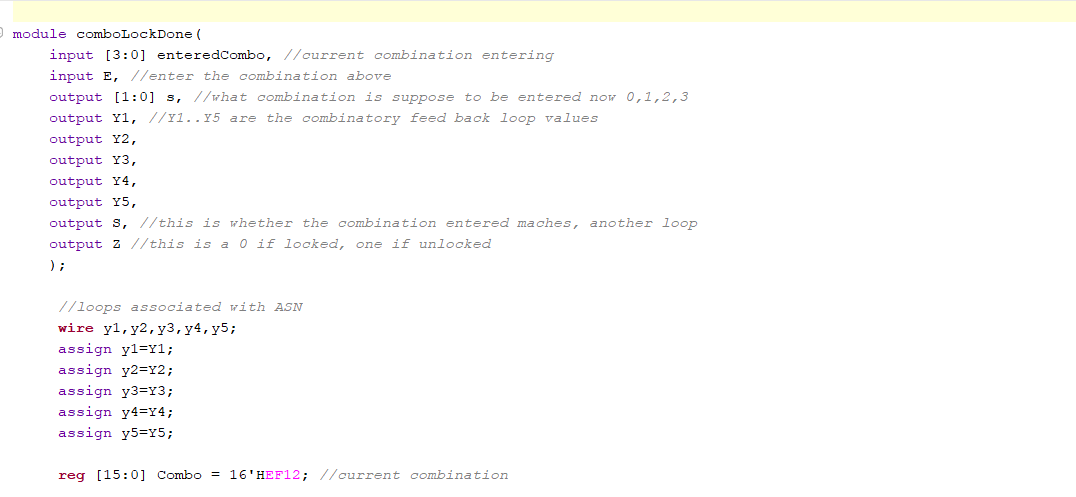 module comboLockDone(
input [3:0] enteredCombo, //current combination entering
input E, //enter the combination above
output [1:0] s, //what combination is suppose to be entered now 0,1,2,3
output Y1, //Y1..Y5 are the combinatory feed back loop values
output Y2,
output Y3,
output Y4,
output Y5,
output S, //this is whether the combination entered maches, another loop
output Z //this is a 0 if locked, one if unlocked
);
//loops associated with ASN
wire y1,y2,y3,y4,y5;
assign y1=Y1;
assign y2=Y2;
assign y3=Y3;
assign y4=Y4;
assign y5=Y5;
reg [15:0] Combo = 16'HEF12; //current combination